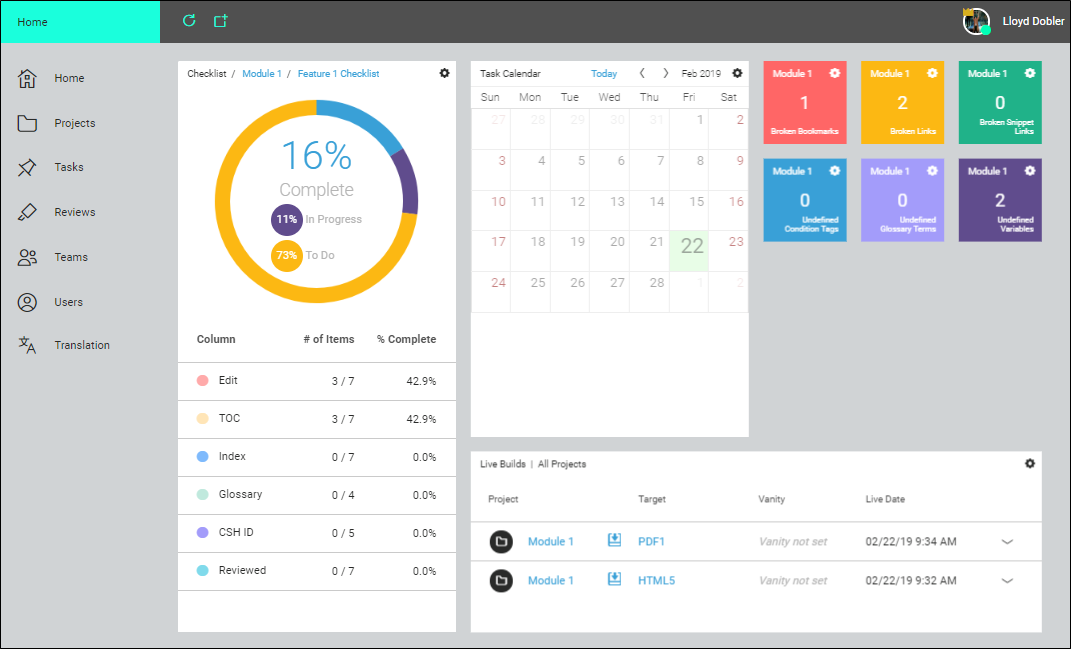 Home
Lloyd Dobler
Home
Projects
Tasks
Reviews
Teams
Users
Translation
Checklist / Module 1 / Feature 1 Checklist
16%
Complete
11% In Progress
73% To Do
Column # of Items % Complete
Edit 3 / 7 42.9%
TOC 3 / 7 42.9%
Index 0 / 7 0.0%
Glossary 0 / 4 0.0%
CSH ID 0 / 5 0.0%
Reviewed 0 / 7 0.0%
Task Calendar Today Feb 2019
Sun Mon Tue Wed Thu Fri Sat
27 28 29 30 31 1 2
3 4 5 6 7 8 9
10 11 12 13 14 15 16
17 18 19 20 21 22 23
24 25 26 27 28 1 2
Module 1
1
Broken Bookmarks
Module 1
2
Broken Links
Module 1
0
Broken Snippet
Links
Module 1
0
Undefined
Condition Tags
Module 1
0
Undefined
Glossary Terms
Module 1
2
Undefined
Variables
Live Builds | All Projects
Project Target Vanity Live Date
Module 1 PDF1 Vanity not set 02/22/19 9:34 AM
Module 1 HTML5 Vanity not set 02/22/19 9:32 AM